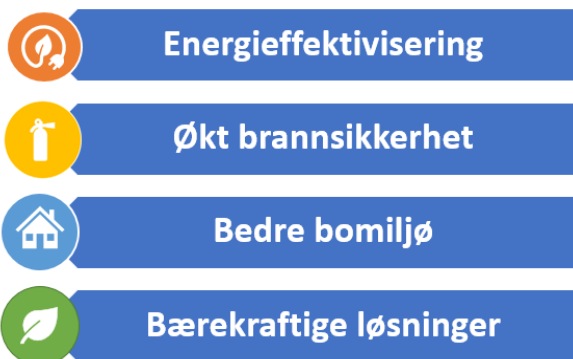 Energieffektivisering
Økt brannsikkerhet
Bedre bomiljø
Bærekraftige løsninger